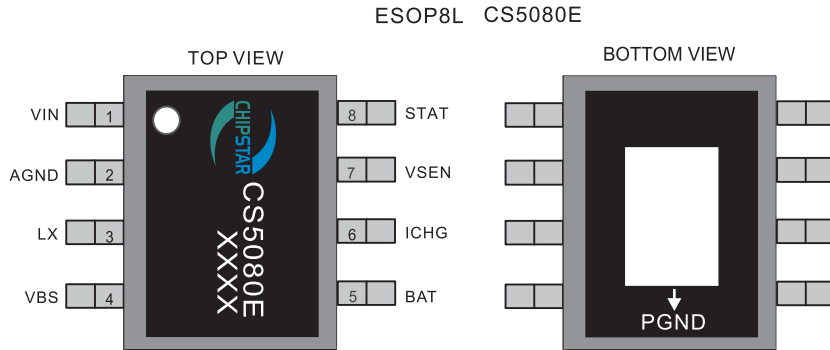 ESOP8L CS5080E
TOP VIEW
BOTTOM VIEW
VIN 1
8 STAT
AGND 2
7 VSEN
LX 3
6 ICHG
VBS 4
5 BAT
CHIPSTAR
CS5080E
XXXX
PGND